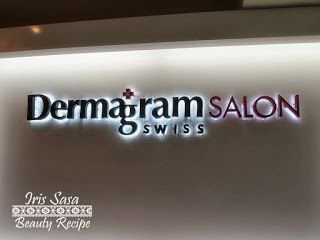 Dermagram SALON
SWISS
Iris Sasa
Beauty Recipe